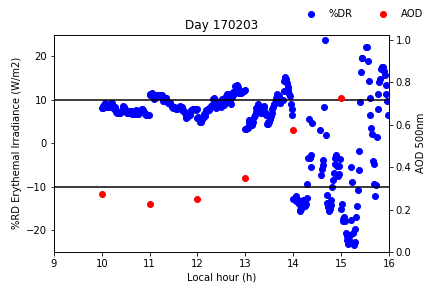 %DR AOD
Day 170203
%RD Erythemal Irradiance (W/m2)
20
10
0
−10
−20
1.0
0.8
0.6
0.4
0.2
0.0
AOD 500nm
9 10 11 12 13 14 15 16
Local hour (h)